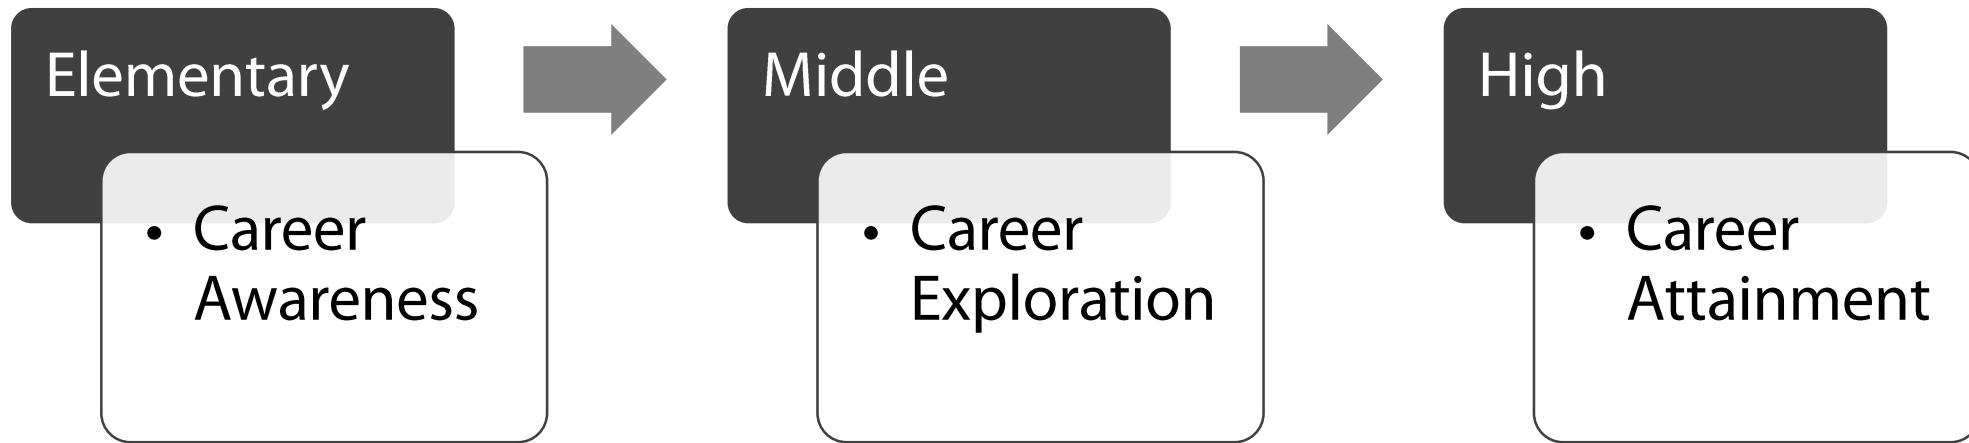 Elementary
• Career
Awareness
Middle
• Career
Exploration
High
• Career
Attainment